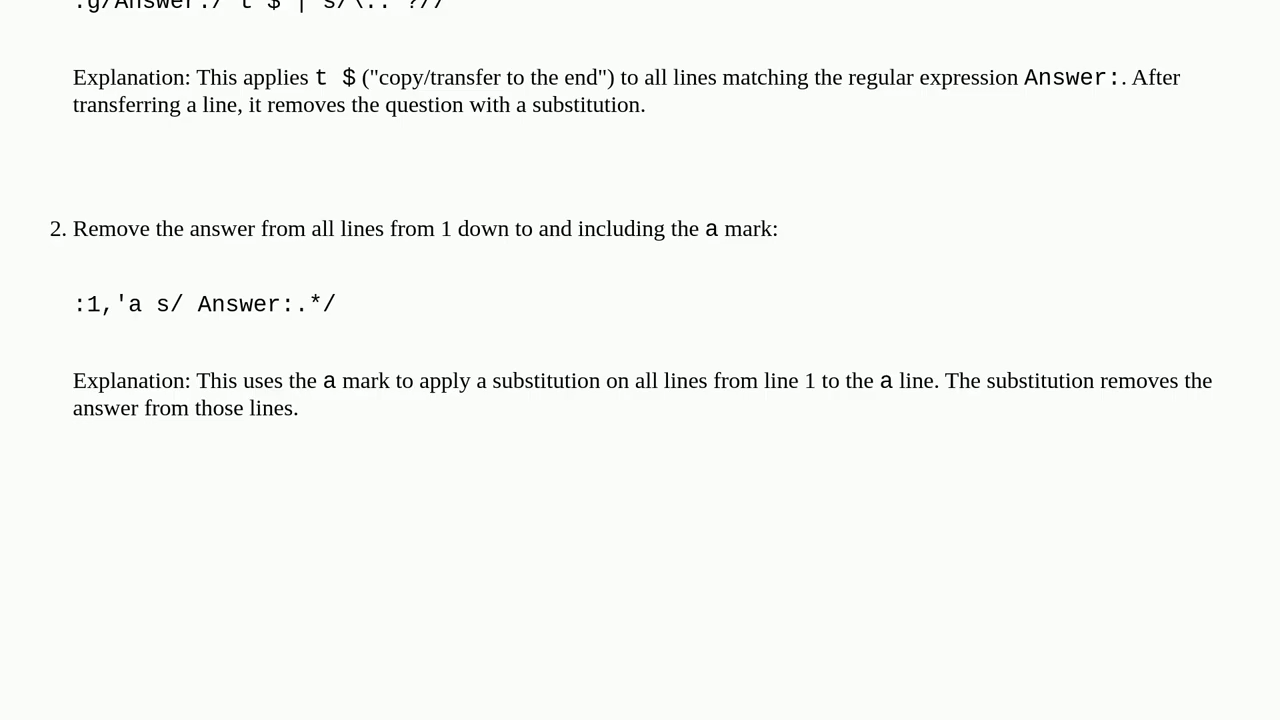 Explanation: This applies t $ ("copy/transfer to the end") to all lines matching the regular expression Answer:. After
transferring a line, it removes the question with a substitution.
2. Remove the answer from all lines from 1 down to and including the a mark:
:1,'a s/ Answer:.*/
Explanation: This uses the a mark to apply a substitution on all lines from line 1 to the a line. The substitution removes the
answer from those lines.